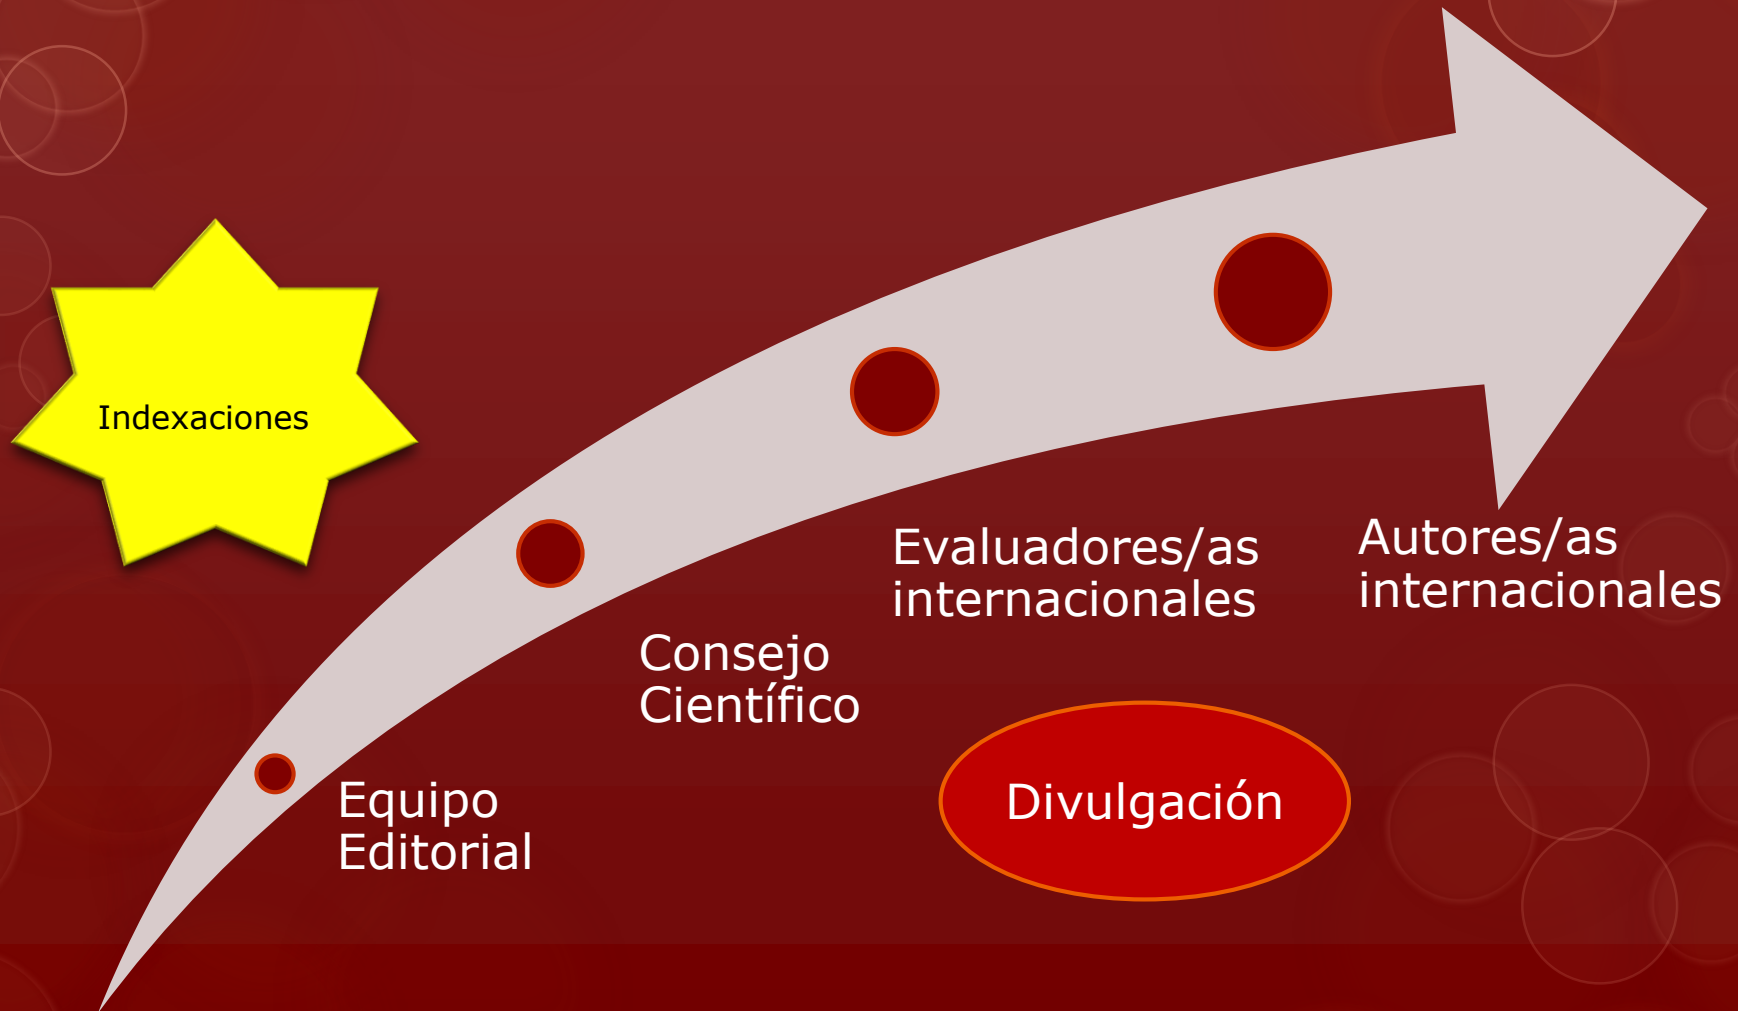 Indexaciones
Equipo
Editorial
Consejo
Científico
Evaluadores/as
internacionales
Autores/as
internacionales
Divulgación